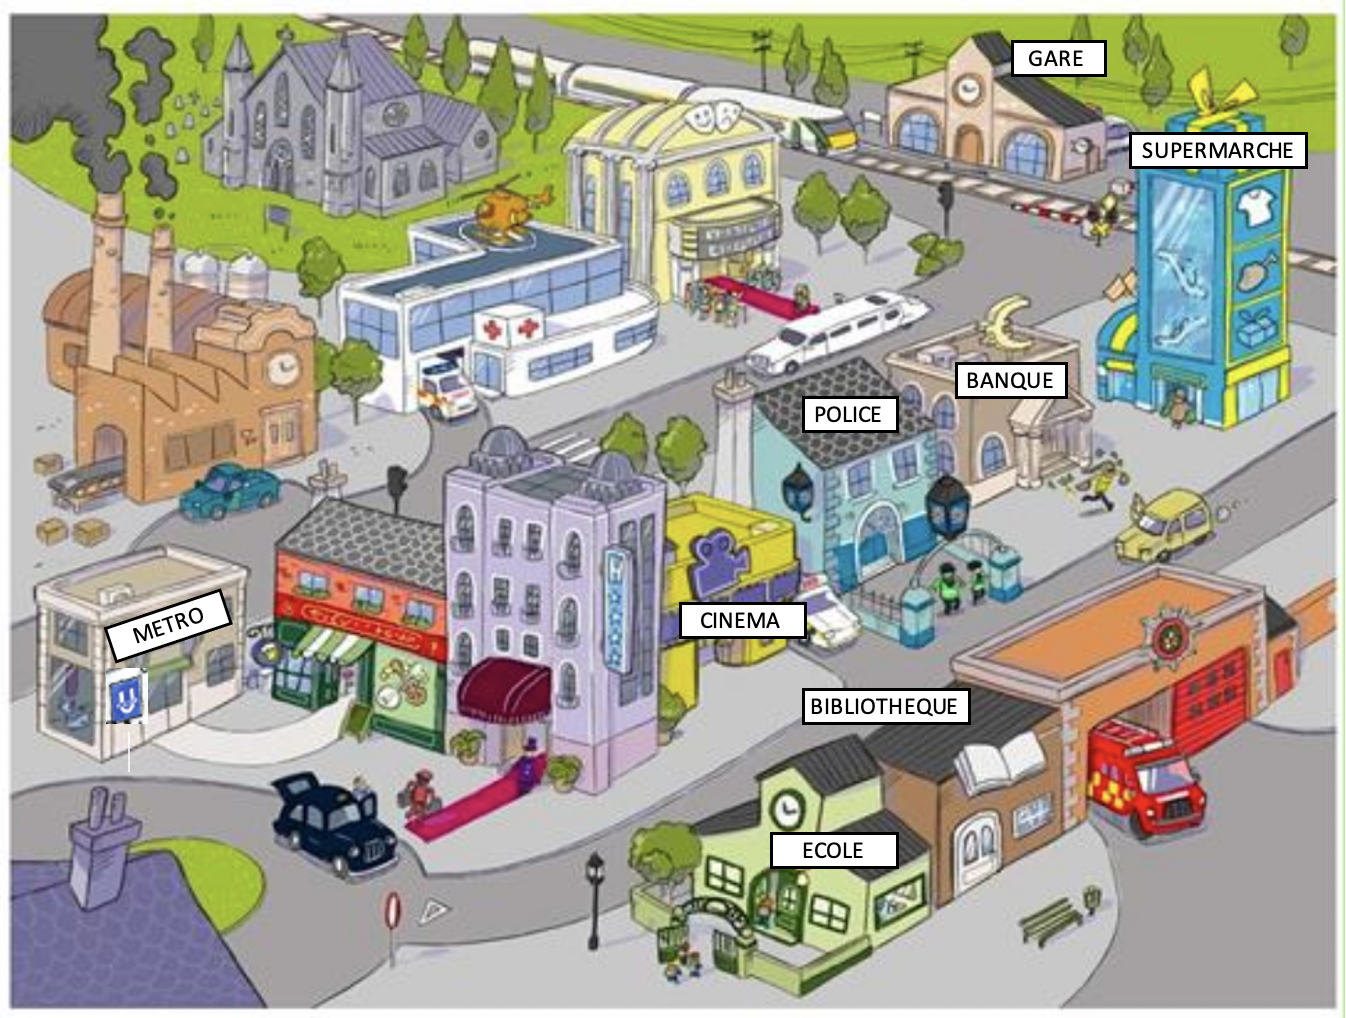 GARE
SUPERMARCHE
BANQUE
POLICE
METRO
CINEMA
BIBLIOTHEQUE
ECOLE